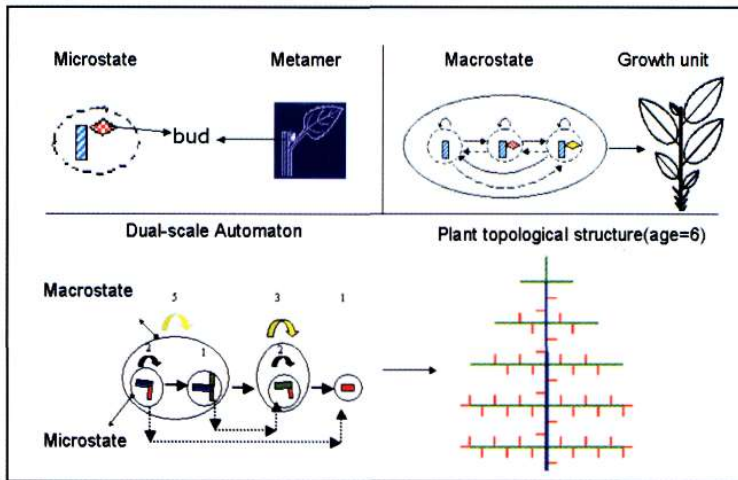 Microstate
Metamer
bud
Macrostate
Growth unit
Dual-scale Automaton
Plant topological structure(age=6)
Macrostate
5
3
1
2
1
2
Microstate